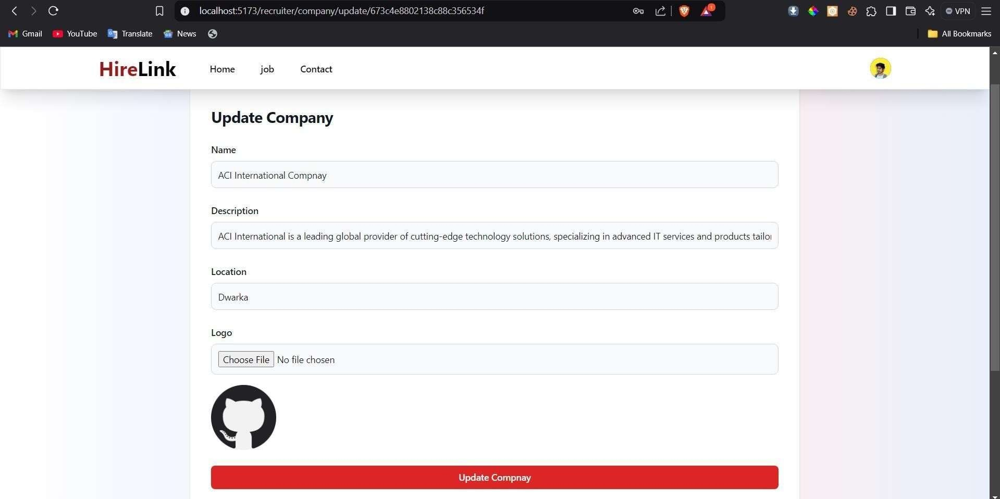 localhost:5173/recruiter/company/update/673c4e8802138c88c356534f
1
VPN
Gmail YouTube Translate News All Bookmarks
HireLink Home job Contact
Update Company
Name
ACI International Compnay
Description
ACI International is a leading global provider of cutting-edge technology solutions, specializing in advanced IT services and products tailor
Location
Dwarka
Logo
Choose File No file chosen
Update Compnay